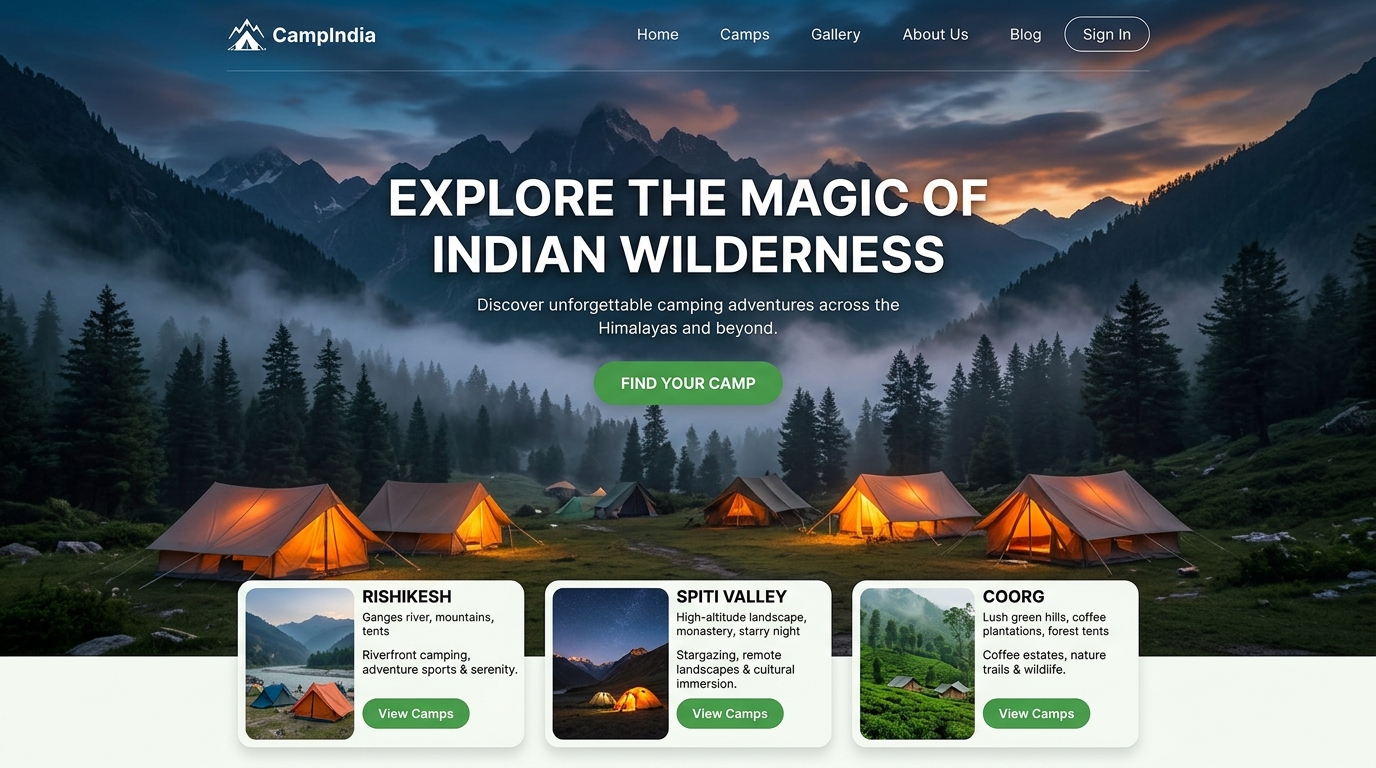 CampIndia
Home
Camps
Gallery
About Us
Blog
Sign In
EXPLORE THE MAGIC OF
INDIAN WILDERNESS
Discover unforgettable camping adventures across the
Himalayas and beyond.
FIND YOUR CAMP
RISHIKESH
Ganges river, mountains,
tents
Riverfront camping,
adventure sports & serenity.
View Camps
SPITI VALLEY
High-altitude landscape,
monastery, starry night
Stargazing, remote
landscapes & cultural
immersion.
View Camps
COORG
Lush green hills, coffee
plantations, forest tents
Coffee estates, nature
trails & wildlife.
View Camps